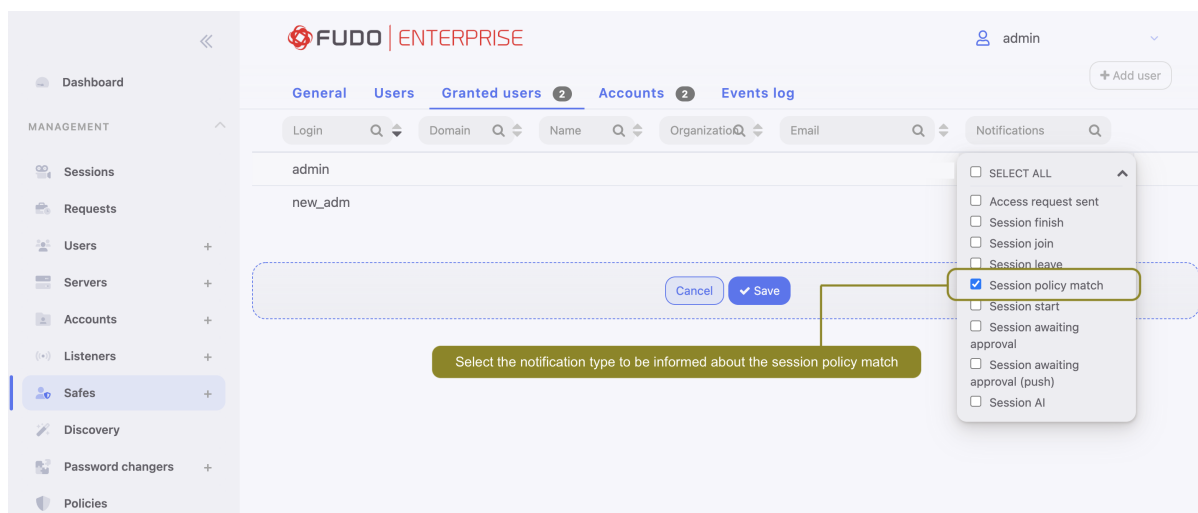 FUDO | ENTERPRISE
admin
Dashboard
+ Add user
General Users Granted users 2 Accounts 2 Events log
MANAGEMENT
Login Domain Name Organization Email Notifications
Sessions
admin
SELECT ALL
Requests
new_adm
Access request sent
Session finish
Users +
Session join
Session leave
Servers +
Cancel Save
Session policy match
Session start
Accounts +
Session awaiting
approval
Listeners +
Select the notification type to be informed about the session policy match
Session awaiting
approval (push)
Safes +
Session AI
Discovery
Password changers +
Policies